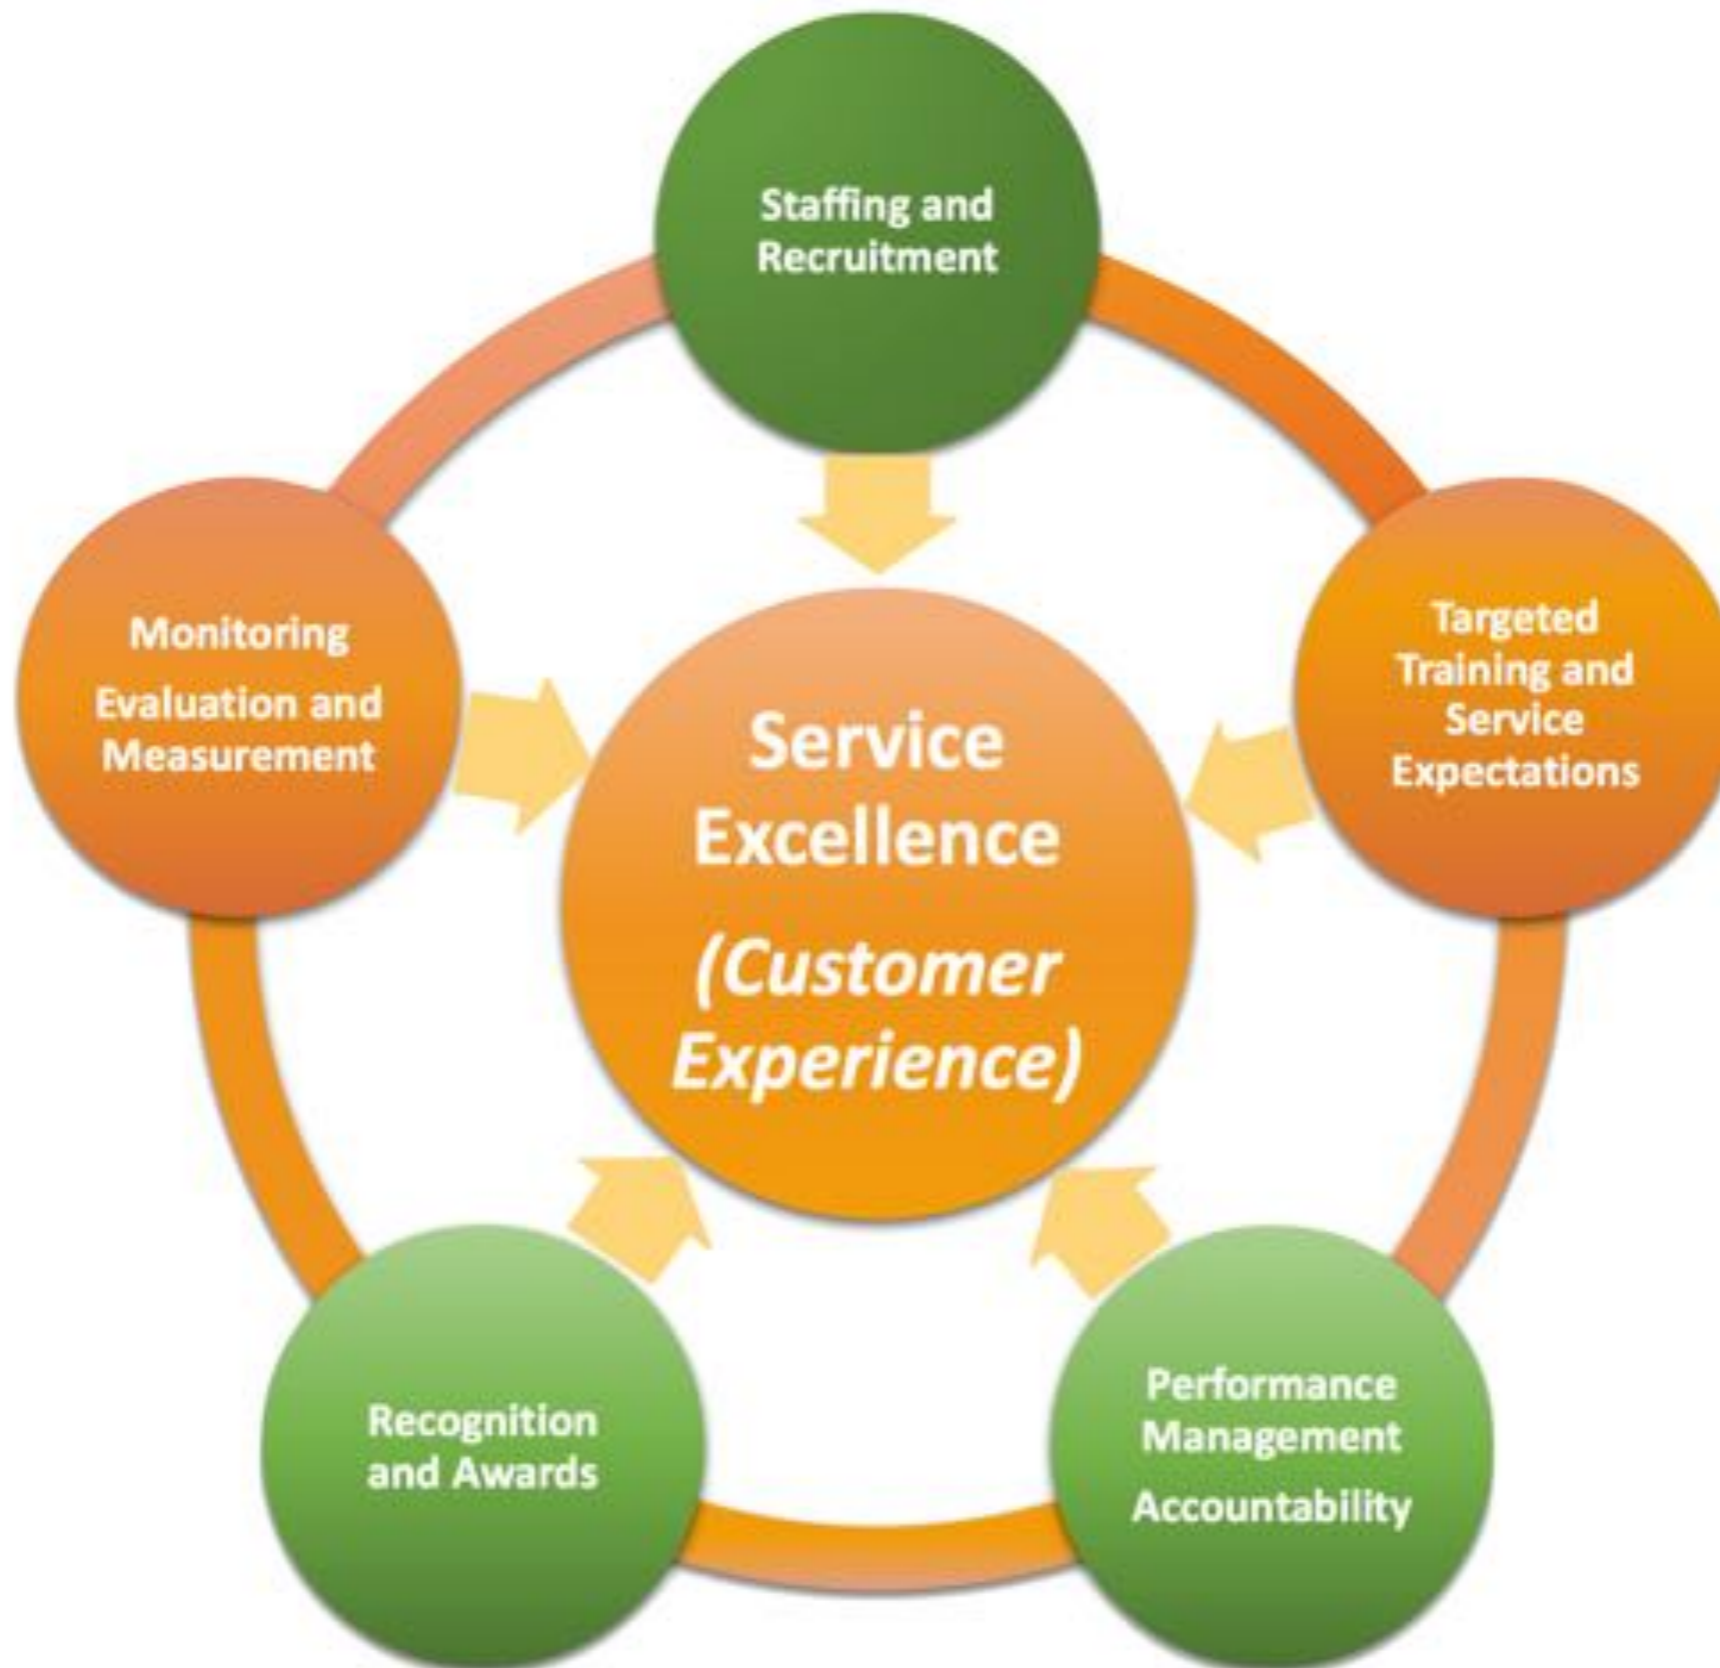 Staffing and
Recruitment
Targeted
Training and
Service
Expectations
Performance
Management
Accountability
Recognition
and Awards
Monitoring
Evaluation and
Measurement
Service
Excellence
(Customer
Experience)